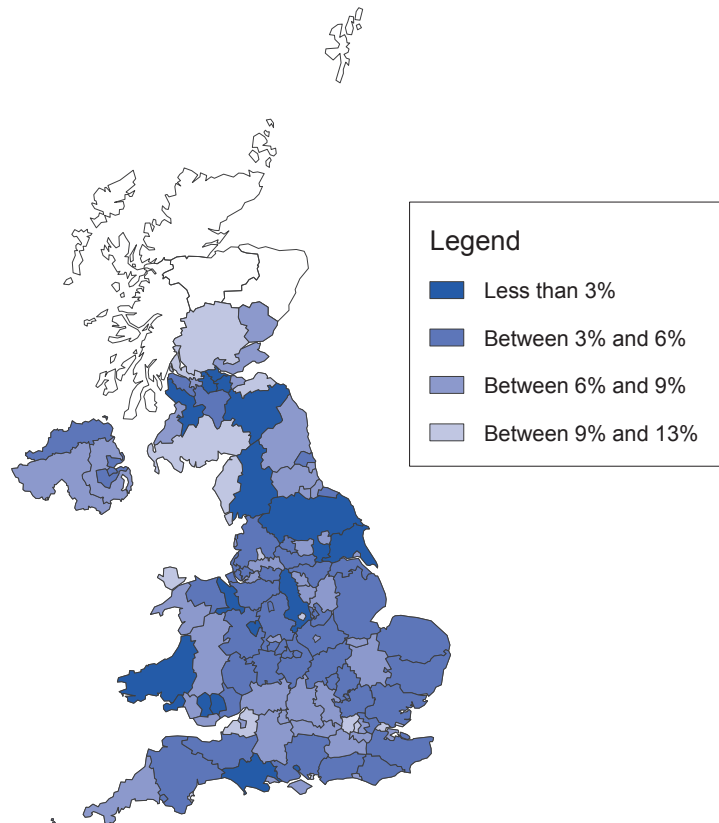 Legend
Less than 3%
Between 3% and 6%
Between 6% and 9%
Between 9% and 13%